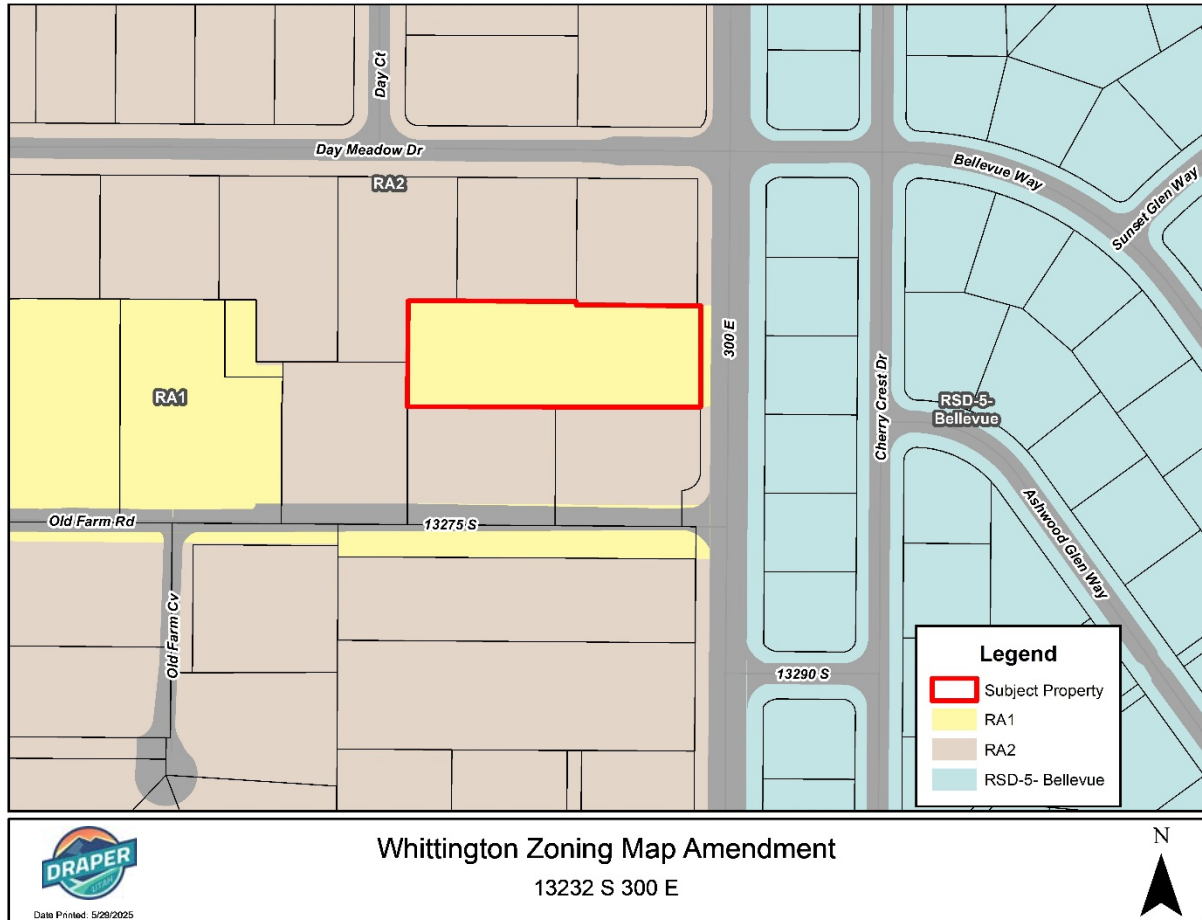 Day Ct
Day Meadow Dr
RA2
Bellevue Way
Sunset Glen Way
300 E
RA1
Cherry Crest Dr
RSD-5-
Bellevue
Old Farm Rd
13275 S
Ashwood Glen Way
Old Farm Cv
13290 S
Legend
Subject Property
RA1
RA2
RSD-5- Bellevue
DRAPER
UTAH
Date Printed: 5/29/2025
Whittington Zoning Map Amendment
13232 S 300 E
N